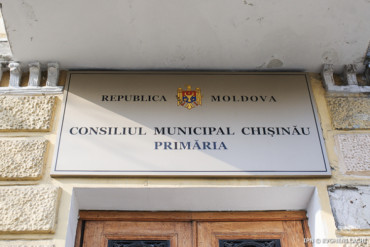 REPUBLICA MOLDOVA
CONSILIUL MUNICIPAL CHIȘINĂU
PRIMĂRIA